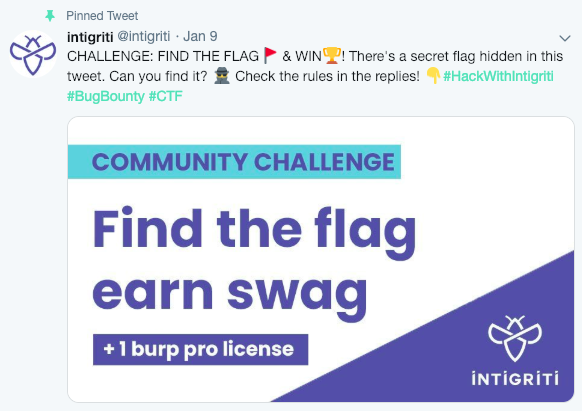 Pinned Tweet
intigriti @intigriti · Jan 9
CHALLENGE: FIND THE FLAG 🚩 & WIN🏆! There's a secret flag hidden in this
tweet. Can you find it? 🕵️ Check the rules in the replies! 👇#HackWithIntigriti
#BugBounty #CTF
COMMUNITY CHALLENGE
Find the flag
earn swag
+ 1 burp pro license
iNTiGRiTi